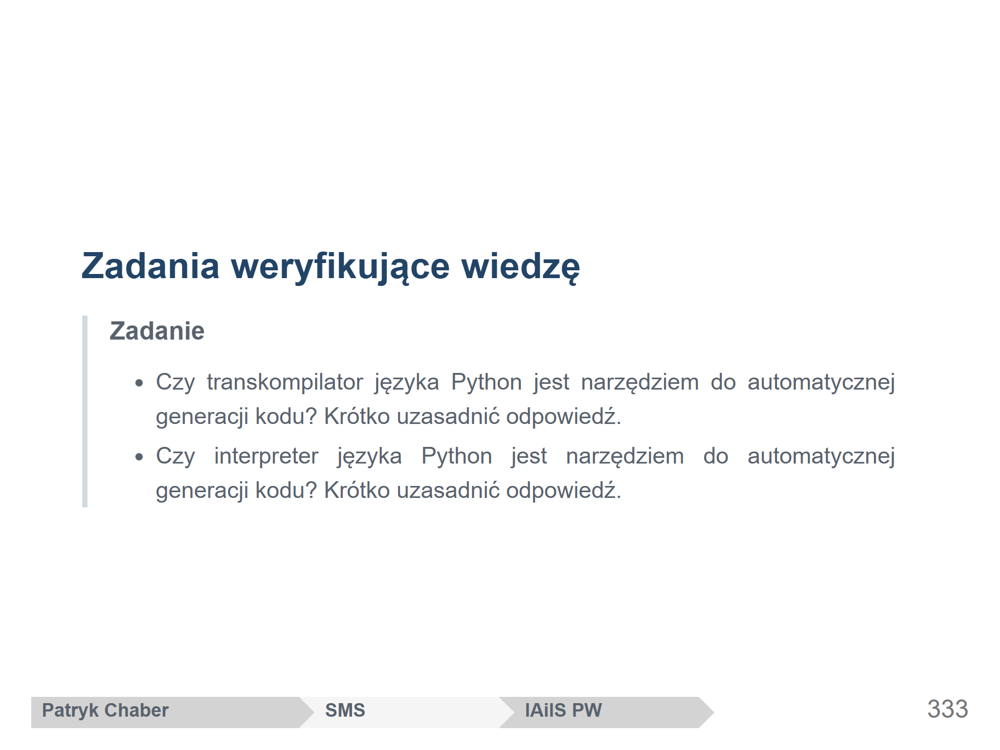 Zadania weryfikujące wiedzę
Zadanie
• Czy transkompilator języka Python jest narzędziem do automatycznej
generacji kodu? Krótko uzasadnić odpowiedź.
• Czy interpreter języka Python jest narzędziem do automatycznej
generacji kodu? Krótko uzasadnić odpowiedź.
Patryk Chaber
SMS
IAiIS PW
333